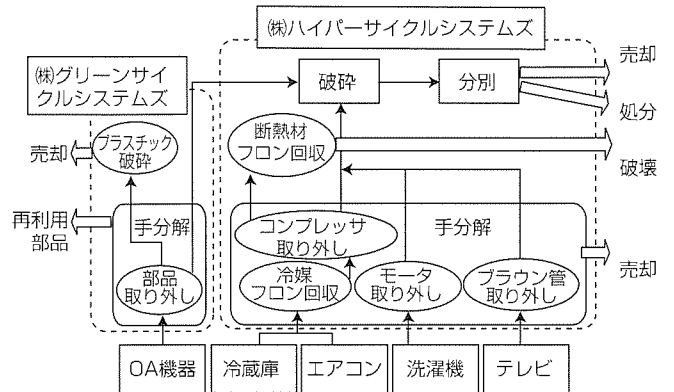 ㈱ハイパーサイクルシステムズ
㈱グリーンサイ
クルシステムズ
破砕
分別
売却
処分
プラスチック
破砕
売却
断熱材
フロン回収
破壊
再利用
部品
手分解
コンプレッサ
取り外し
手分解
部品
取り外し
冷媒
フロン回収
モータ
取り外し
ブラウン管
取り外し
売却
OA機器
冷蔵庫
エアコン
洗濯機
テレビ